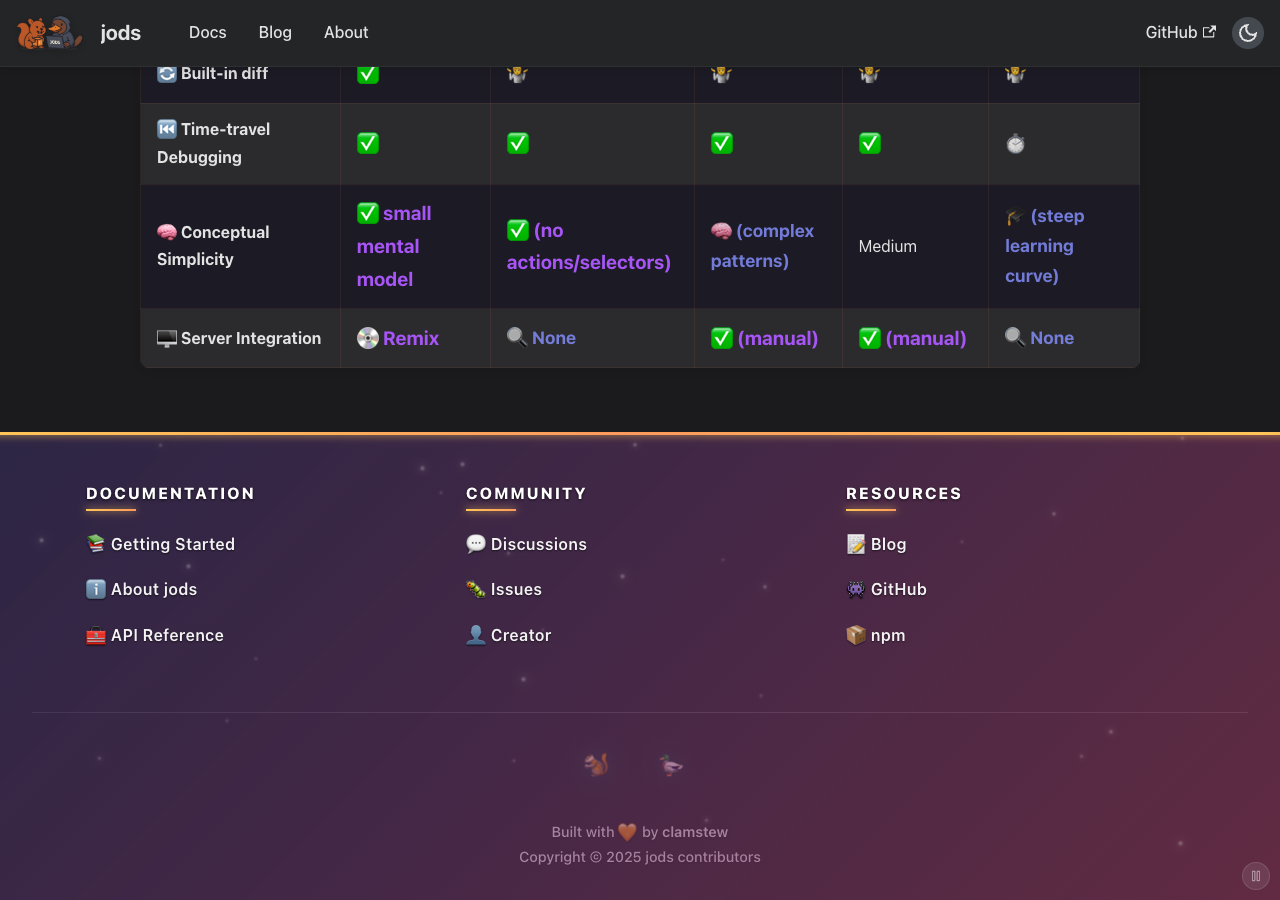 jods
Docs
Blog
About
GitHub
🔄 Built-in diff
✅
🤷
🤷
🤷
🤷
⏮️ Time-travel
Debugging
✅
✅
✅
✅
⏱️
🧠 Conceptual
Simplicity
✅ small
mental
model
✅ (no
actions/selectors)
🧠 (complex
patterns)
Medium
🎓 (steep
learning
curve)
🖥️ Server Integration
💿 Remix
🔍 None
✅ (manual)
✅ (manual)
🔍 None
DOCUMENTATION
📚 Getting Started
ℹ️ About jods
🧰 API Reference
COMMUNITY
💬 Discussions
🐛 Issues
👤 Creator
RESOURCES
📝 Blog
👾 GitHub
📦 npm
🐿️ 🦆
Built with 🧡 by clamstew
Copyright © 2025 jods contributors